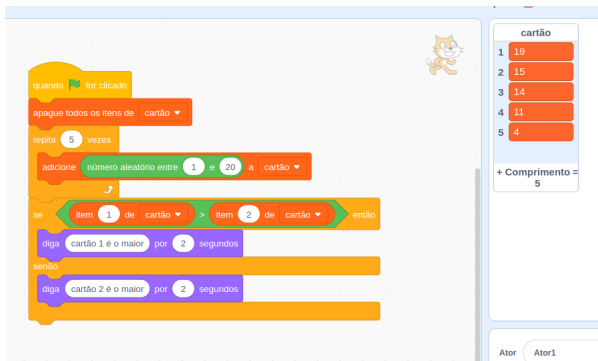 quando for clicado
apague todos os itens de cartão
repita 5 vezes
adicione número aleatório entre 1 e 20 a cartão
se item 1 de cartão > item 2 de cartão então
diga cartão 1 é o maior por 2 segundos
senão
diga cartão 2 é o maior por 2 segundos
cartão
1 19
2 15
3 14
4 11
5 4
+ Comprimento =
5
Ator Ator1